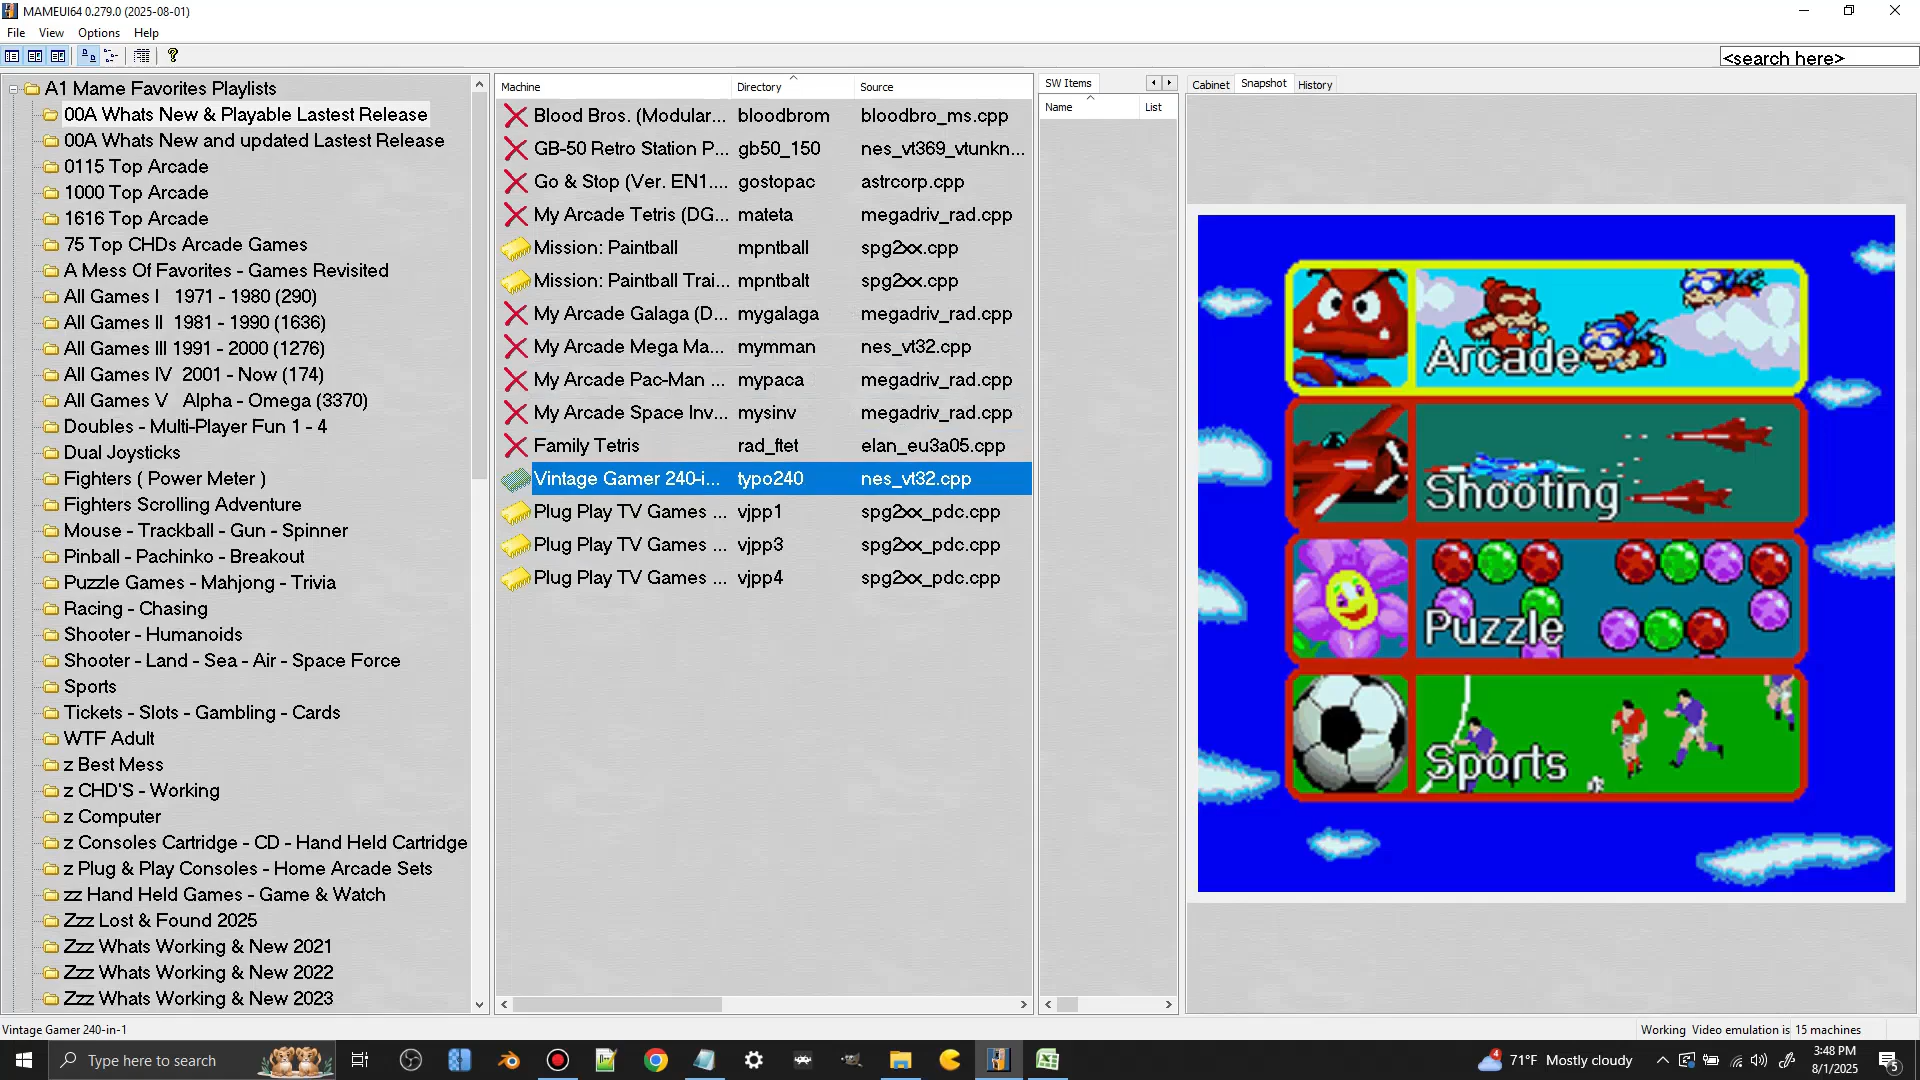 MAMEUI64 0.279.0 (2025-08-01)
File View Options Help
<search here>
A1 Mame Favorites Playlists
00A Whats New & Playable Lastest Release
00A Whats New and updated Lastest Release
0115 Top Arcade
1000 Top Arcade
1616 Top Arcade
75 Top CHDs Arcade Games
A Mess Of Favorites - Games Revisited
All Games I   1971 - 1980 (290)
All Games II  1981 - 1990 (1636)
All Games III 1991 - 2000 (1276)
All Games IV  2001 - Now (174)
All Games V   Alpha - Omega (3370)
Doubles - Multi-Player Fun 1 - 4
Dual Joysticks
Fighters ( Power Meter )
Fighters Scrolling Adventure
Mouse - Trackball - Gun - Spinner
Pinball - Pachinko - Breakout
Puzzle Games - Mahjong - Trivia
Racing - Chasing
Shooter - Humanoids
Shooter - Land - Sea - Air - Space Force
Sports
Tickets - Slots - Gambling - Cards
WTF Adult
z Best Mess
z CHD'S - Working
z Computer
z Consoles Cartridge - CD - Hand Held Cartridge
z Plug & Play Consoles - Home Arcade Sets
zz Hand Held Games - Game & Watch
Zzz Lost & Found 2025
Zzz Whats Working & New 2021
Zzz Whats Working & New 2022
Zzz Whats Working & New 2023
Machine Directory Source
Blood Bros. (Modular... bloodbrom bloodbro_ms.cpp
GB-50 Retro Station P... gb50_150 nes_vt369_vtunkn...
Go & Stop (Ver. EN1.... gostopac astrcorp.cpp
My Arcade Tetris (DG... mateta megadriv_rad.cpp
Mission: Paintball mpntball spg2xx.cpp
Mission: Paintball Trai... mpntbalt spg2xx.cpp
My Arcade Galaga (D... mygalaga megadriv_rad.cpp
My Arcade Mega Ma... mymman nes_vt32.cpp
My Arcade Pac-Man ... mypaca megadriv_rad.cpp
My Arcade Space Inv... mysinv megadriv_rad.cpp
Family Tetris rad_ftet elan_eu3a05.cpp
Vintage Gamer 240-i... typo240 nes_vt32.cpp
Plug Play TV Games ... vjpp1 spg2xx_pdc.cpp
Plug Play TV Games ... vjpp3 spg2xx_pdc.cpp
Plug Play TV Games ... vjpp4 spg2xx_pdc.cpp
SW Items
Name List
Cabinet Snapshot History
Arcade
Shooting
Puzzle
Sports
Vintage Gamer 240-in-1
Working Video emulation is 15 machines
Type here to search
4
71°F Mostly cloudy
3:48 PM
8/1/2025
5